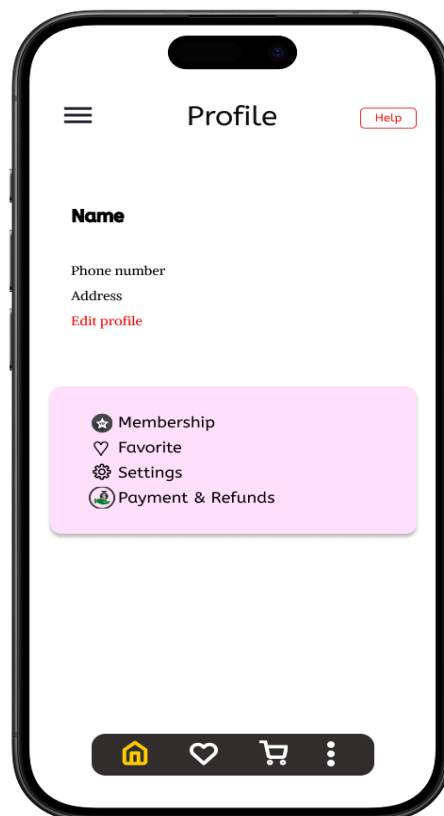 Profile
Help
Name
Phone number
Address
Edit profile
Membership
Favorite
Settings
Payment & Refunds